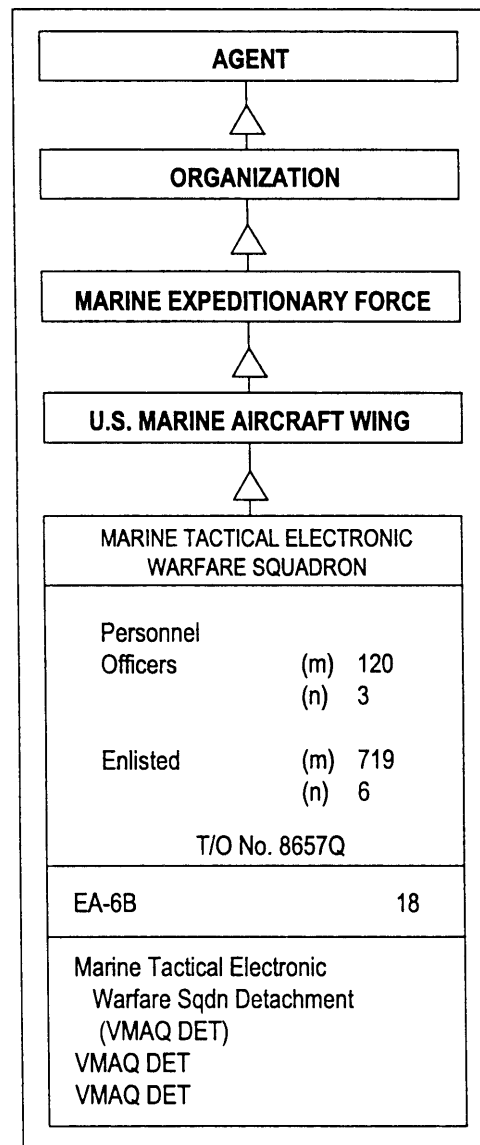 AGENT
ORGANIZATION
MARINE EXPEDITIONARY FORCE
U.S. MARINE AIRCRAFT WING
MARINE TACTICAL ELECTRONIC
WARFARE SQUADRON
Personnel
Officers (m) 120
(n) 3
Enlisted (m) 719
(n) 6
T/O No. 8657Q
EA-6B 18
Marine Tactical Electronic
Warfare Sqdn Detachment
(VMAQ DET)
VMAQ DET
VMAQ DET